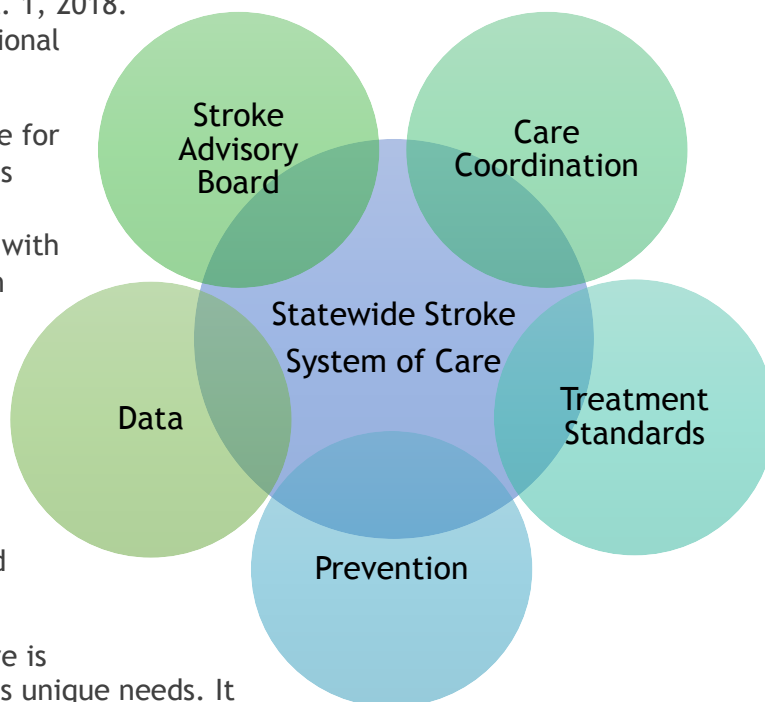 . 1, 2018.
ional
e for
s
with
n
d
e is
s unique needs. It
Stroke
Advisory
Board
Care
Coordination
Statewide Stroke
System of Care
Data
Treatment
Standards
Prevention